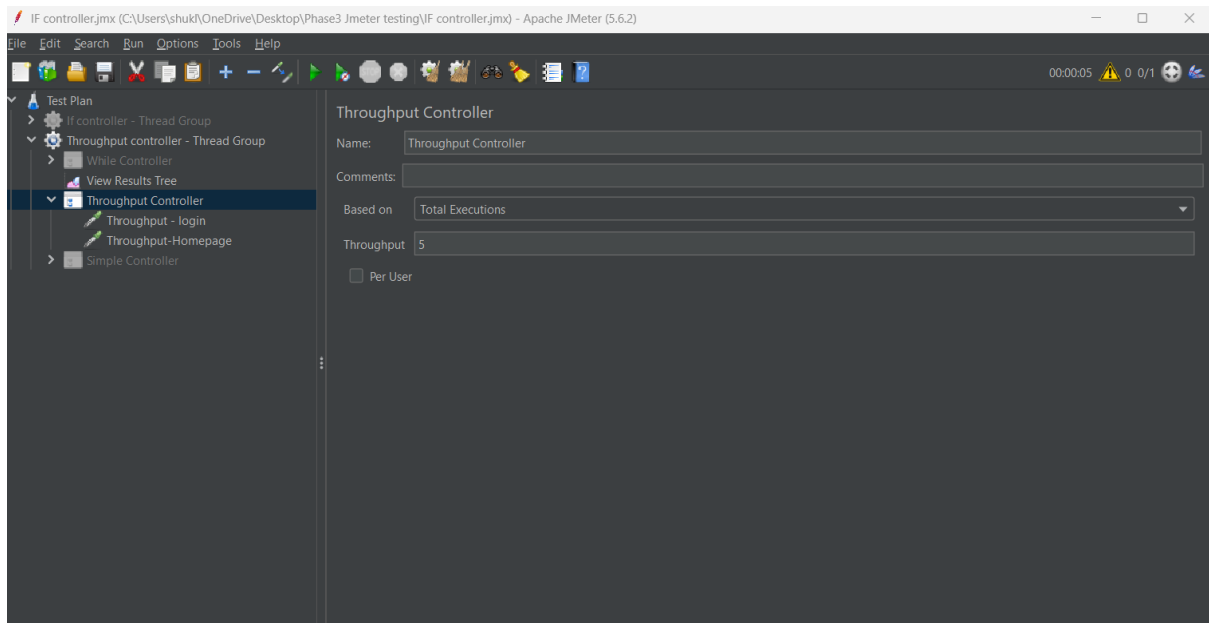 IF controller.jmx (C:\Users\shukl\OneDrive\Desktop\Phase3 Jmeter testing\IF controller.jmx) - Apache JMeter (5.6.2)
File Edit Search Run Options Tools Help
00:00:05 0 0/1
Test Plan
If controller - Thread Group
Throughput controller - Thread Group
While Controller
View Results Tree
Throughput Controller
Throughput - login
Throughput-Homepage
Simple Controller
Throughput Controller
Name: Throughput Controller
Comments:
Based on Total Executions
Throughput 5
Per User